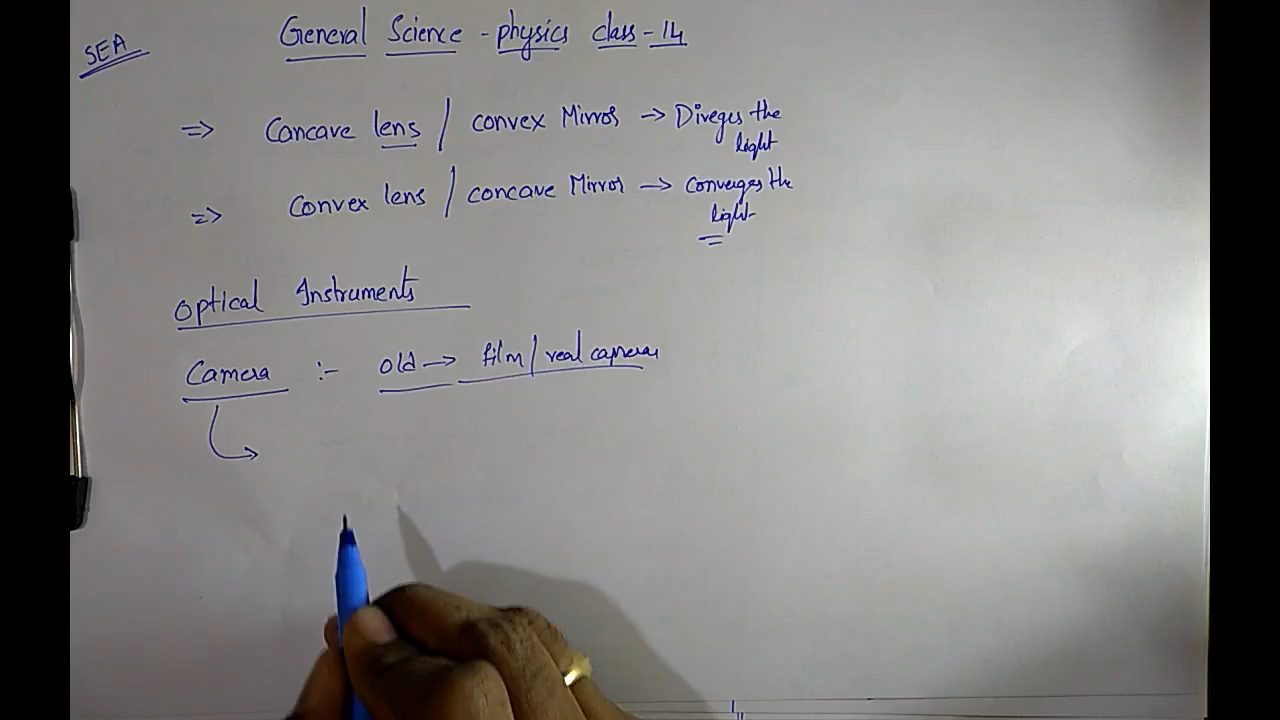 SEA
General Science - physics class - 14
=> Concave lens / convex Mirror → Diveges the
light
=> Convex lens / concave Mirror → Converges the
light
Optical Instruments
Camera :- old → film / real camera